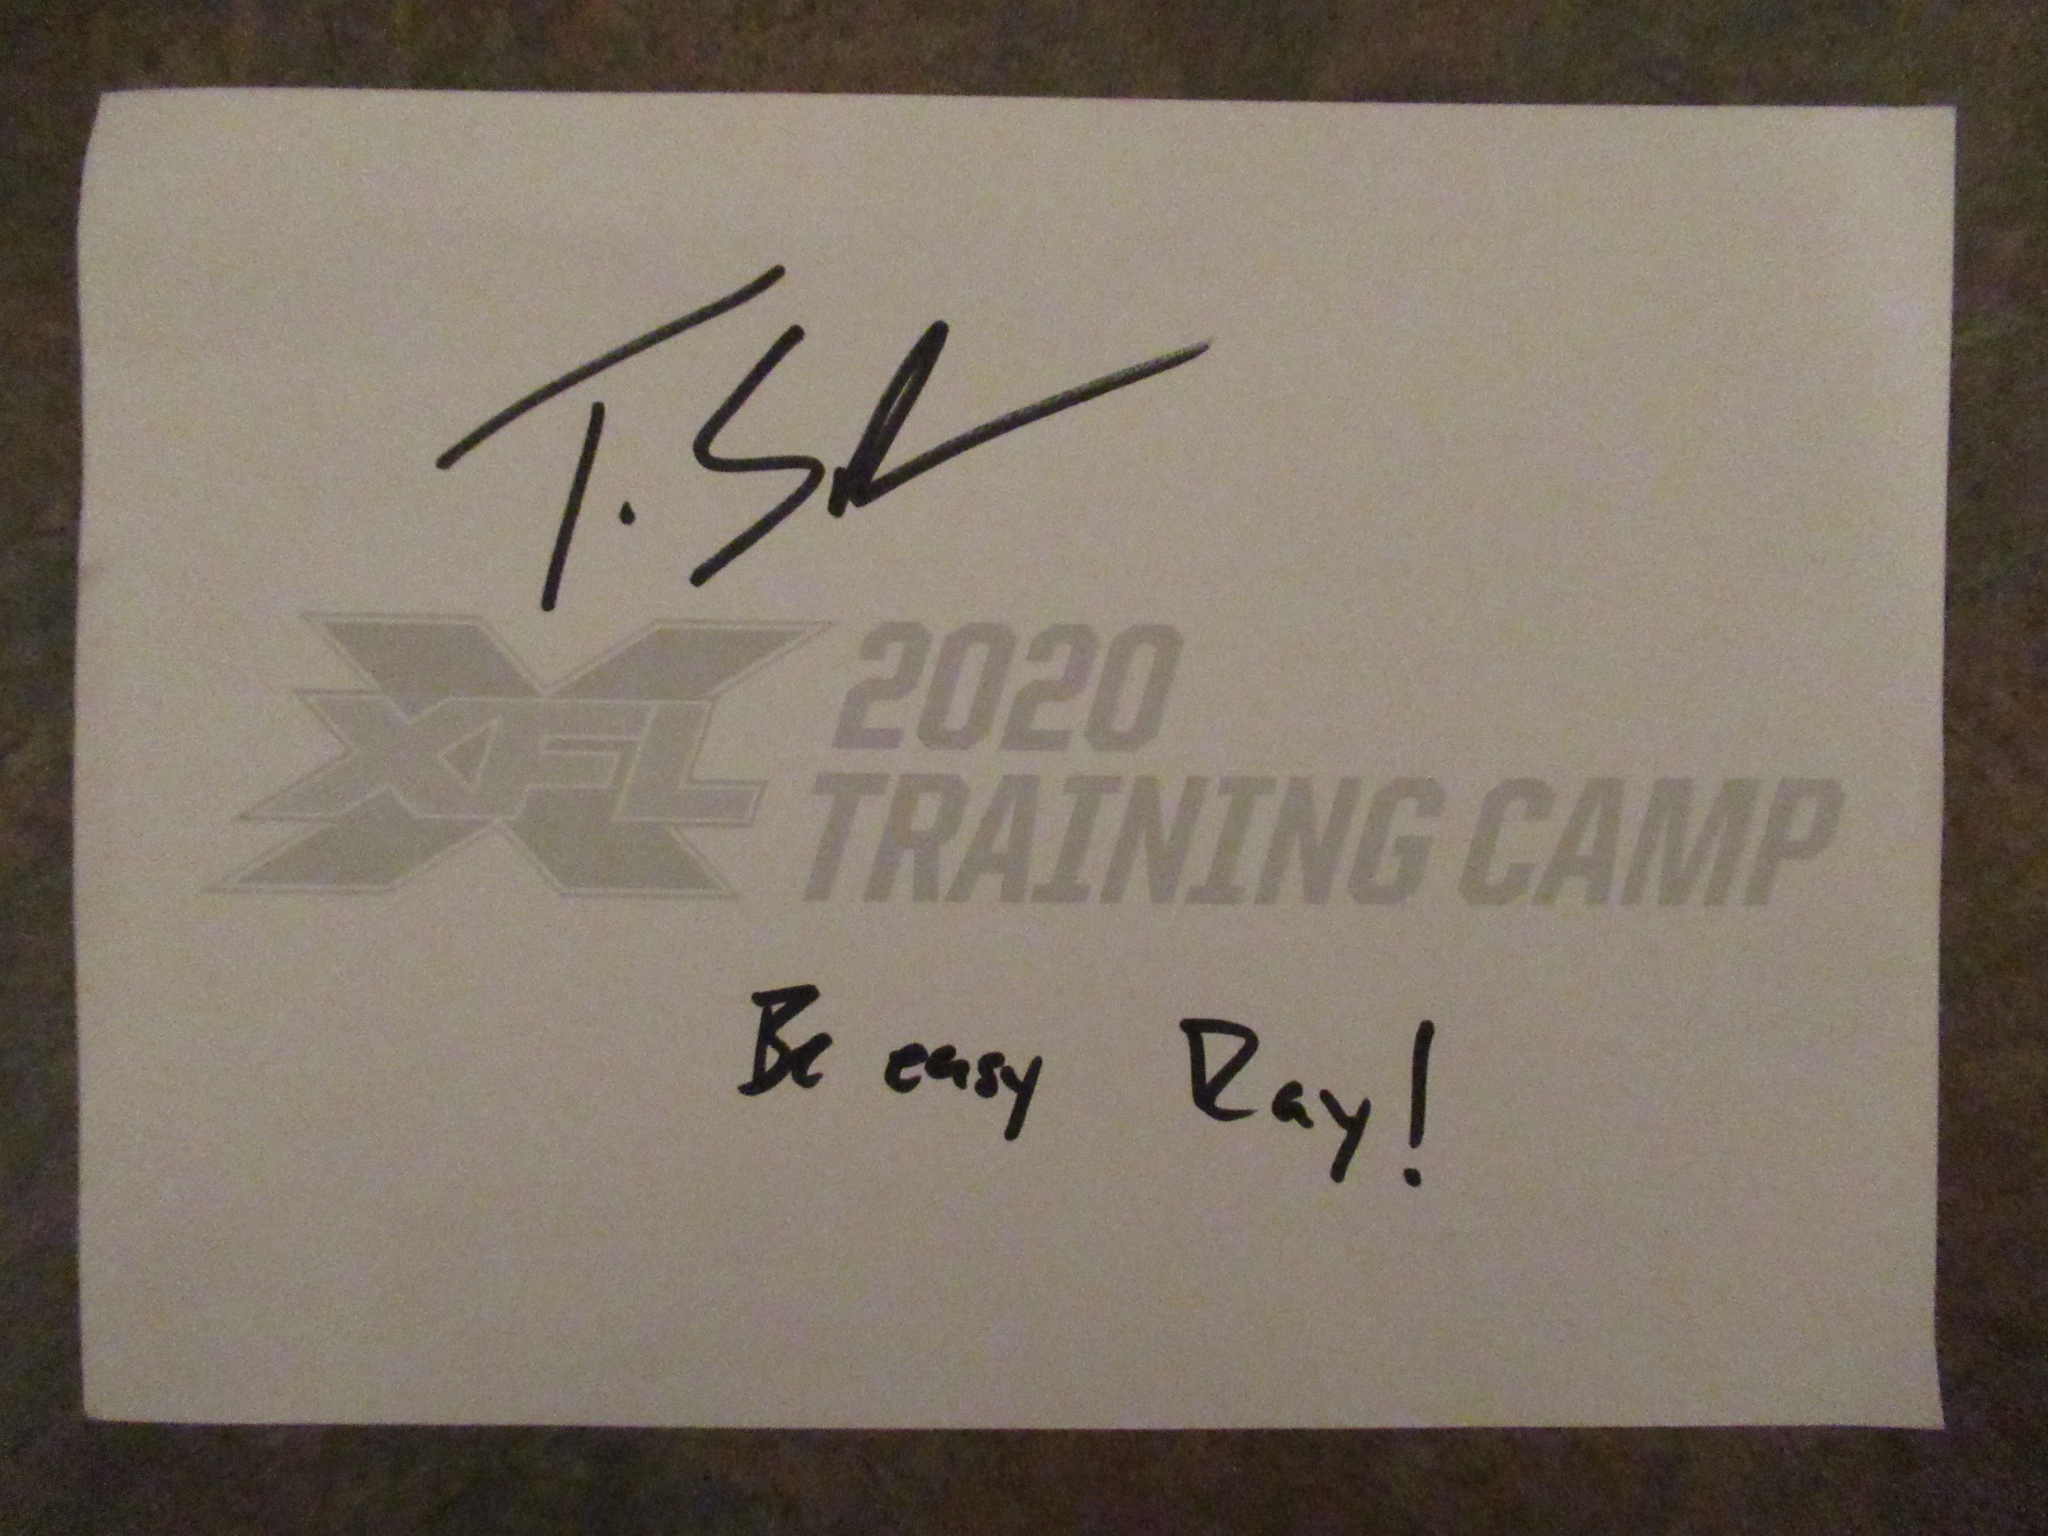 T. S
XFL 2020
TRAINING CAMP
Be easy Ray!